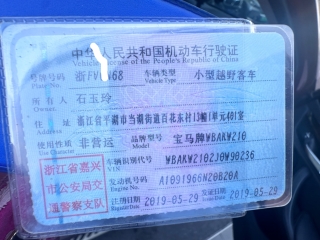 中华人民共和国机动车行驶证
Vehicle License of the People's Republic of China
号牌号码 浙FV 68 车辆类型 小型越野客车
Vehicle Type
所有人 石玉玲
住址 浙江省平湖市当湖街道百花东村13幢1单元401室
使用性质 非营运 品牌型号 宝马牌WBAKW210
Model
浙江省嘉兴
市公安局交
通警察支队
车辆识别代号 WBAKW2102J0W90236
发动机号码 A1091966N20B20A
Engine No.
注册日期 2019-05-29 发证日期 2019-05-29
Register Date Issue Date